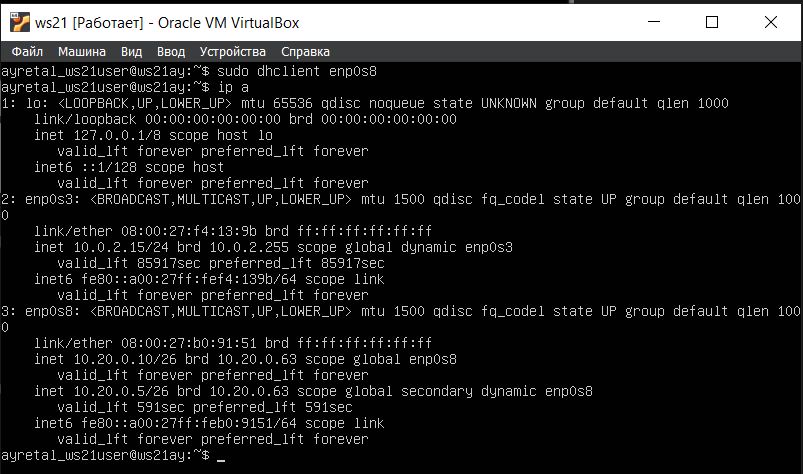 ws21 [Работает] - Oracle VM VirtualBox
Файл Машина Вид Ввод Устройства Справка
ayretal_ws21user@ws21ay:~$ sudo dhclient enp0s8
ayretal_ws21user@ws21ay:~$ ip a
1: lo: <LOOPBACK,UP,LOWER_UP> mtu 65536 qdisc noqueue state UNKNOWN group default qlen 1000
    link/loopback 00:00:00:00:00:00 brd 00:00:00:00:00:00
    inet 127.0.0.1/8 scope host lo
       valid_lft forever preferred_lft forever
    inet6 ::1/128 scope host
       valid_lft forever preferred_lft forever
2: enp0s3: <BROADCAST,MULTICAST,UP,LOWER_UP> mtu 1500 qdisc fq_codel state UP group default qlen 100
0
    link/ether 08:00:27:f4:13:9b brd ff:ff:ff:ff:ff:ff
    inet 10.0.2.15/24 brd 10.0.2.255 scope global dynamic enp0s3
       valid_lft 85917sec preferred_lft 85917sec
    inet6 fe80::a00:27ff:fef4:139b/64 scope link
       valid_lft forever preferred_lft forever
3: enp0s8: <BROADCAST,MULTICAST,UP,LOWER_UP> mtu 1500 qdisc fq_codel state UP group default qlen 100
0
    link/ether 08:00:27:b0:91:51 brd ff:ff:ff:ff:ff:ff
    inet 10.20.0.10/26 brd 10.20.0.63 scope global enp0s8
       valid_lft forever preferred_lft forever
    inet 10.20.0.5/26 brd 10.20.0.63 scope global secondary dynamic enp0s8
       valid_lft 591sec preferred_lft 591sec
    inet6 fe80::a00:27ff:feb0:9151/64 scope link
       valid_lft forever preferred_lft forever
ayretal_ws21user@ws21ay:~$ _